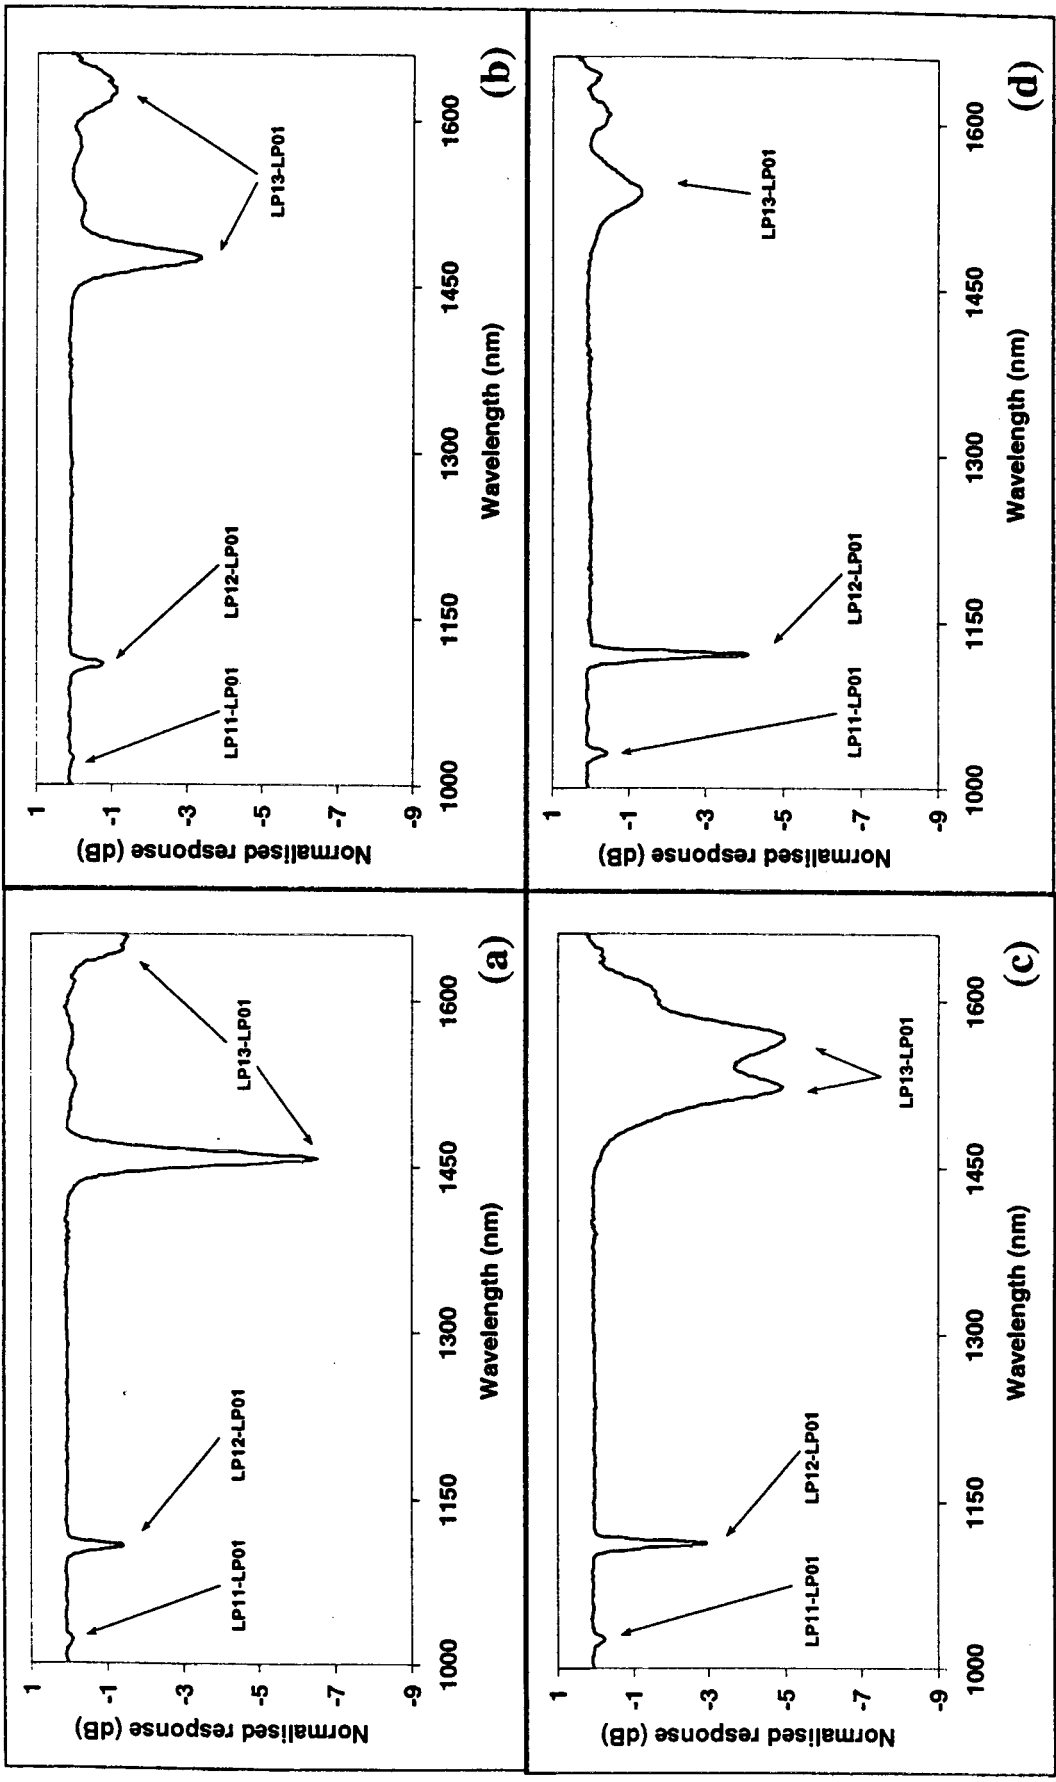 1
-1
-3
-5
-7
-9
Normalised response (dB)
1000
1150
1300
1450
1600
Wavelength (nm)
LP11-LP01
LP12-LP01
LP13-LP01
(a)
1
-1
-3
-5
-7
-9
Normalised response (dB)
1000
1150
1300
1450
1600
Wavelength (nm)
LP11-LP01
LP12-LP01
LP13-LP01
(b)
1
-1
-3
-5
-7
-9
Normalised response (dB)
1000
1150
1300
1450
1600
Wavelength (nm)
LP11-LP01
LP12-LP01
LP13-LP01
(c)
1
-1
-3
-5
-7
-9
Normalised response (dB)
1000
1150
1300
1450
1600
Wavelength (nm)
LP11-LP01
LP12-LP01
LP13-LP01
(d)